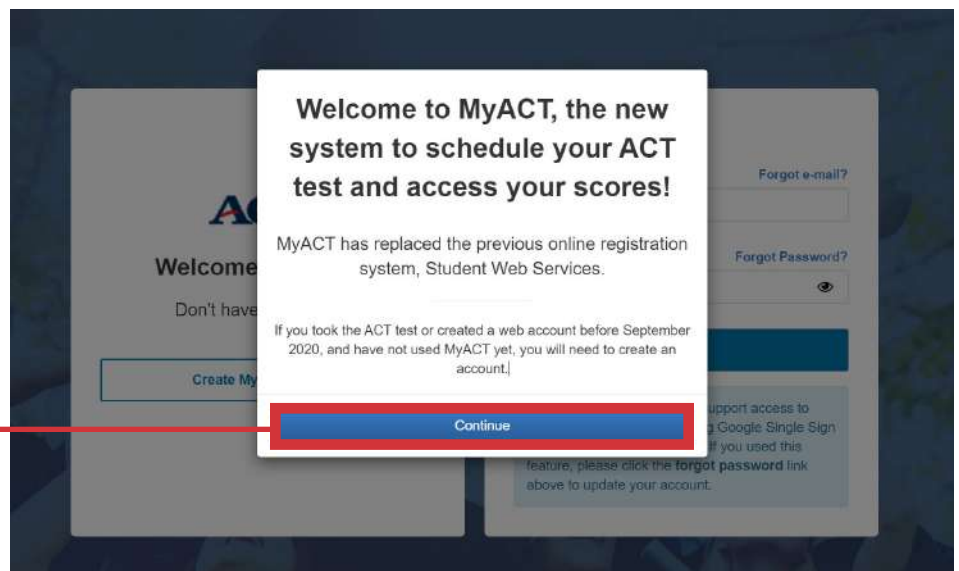 Welcome to MyACT, the new
system to schedule your ACT
test and access your scores!
MyACT has replaced the previous online registration
system, Student Web Services.
If you took the ACT test or created a web account before September
2020, and have not used MyACT yet, you will need to create an
account.
Continue
Welcome
Don't have
Create My
Forgot e-mail?
Forgot Password?
upport access to
g Google Single Sign
If you used this
feature, please click the forgot password link
above to update your account.